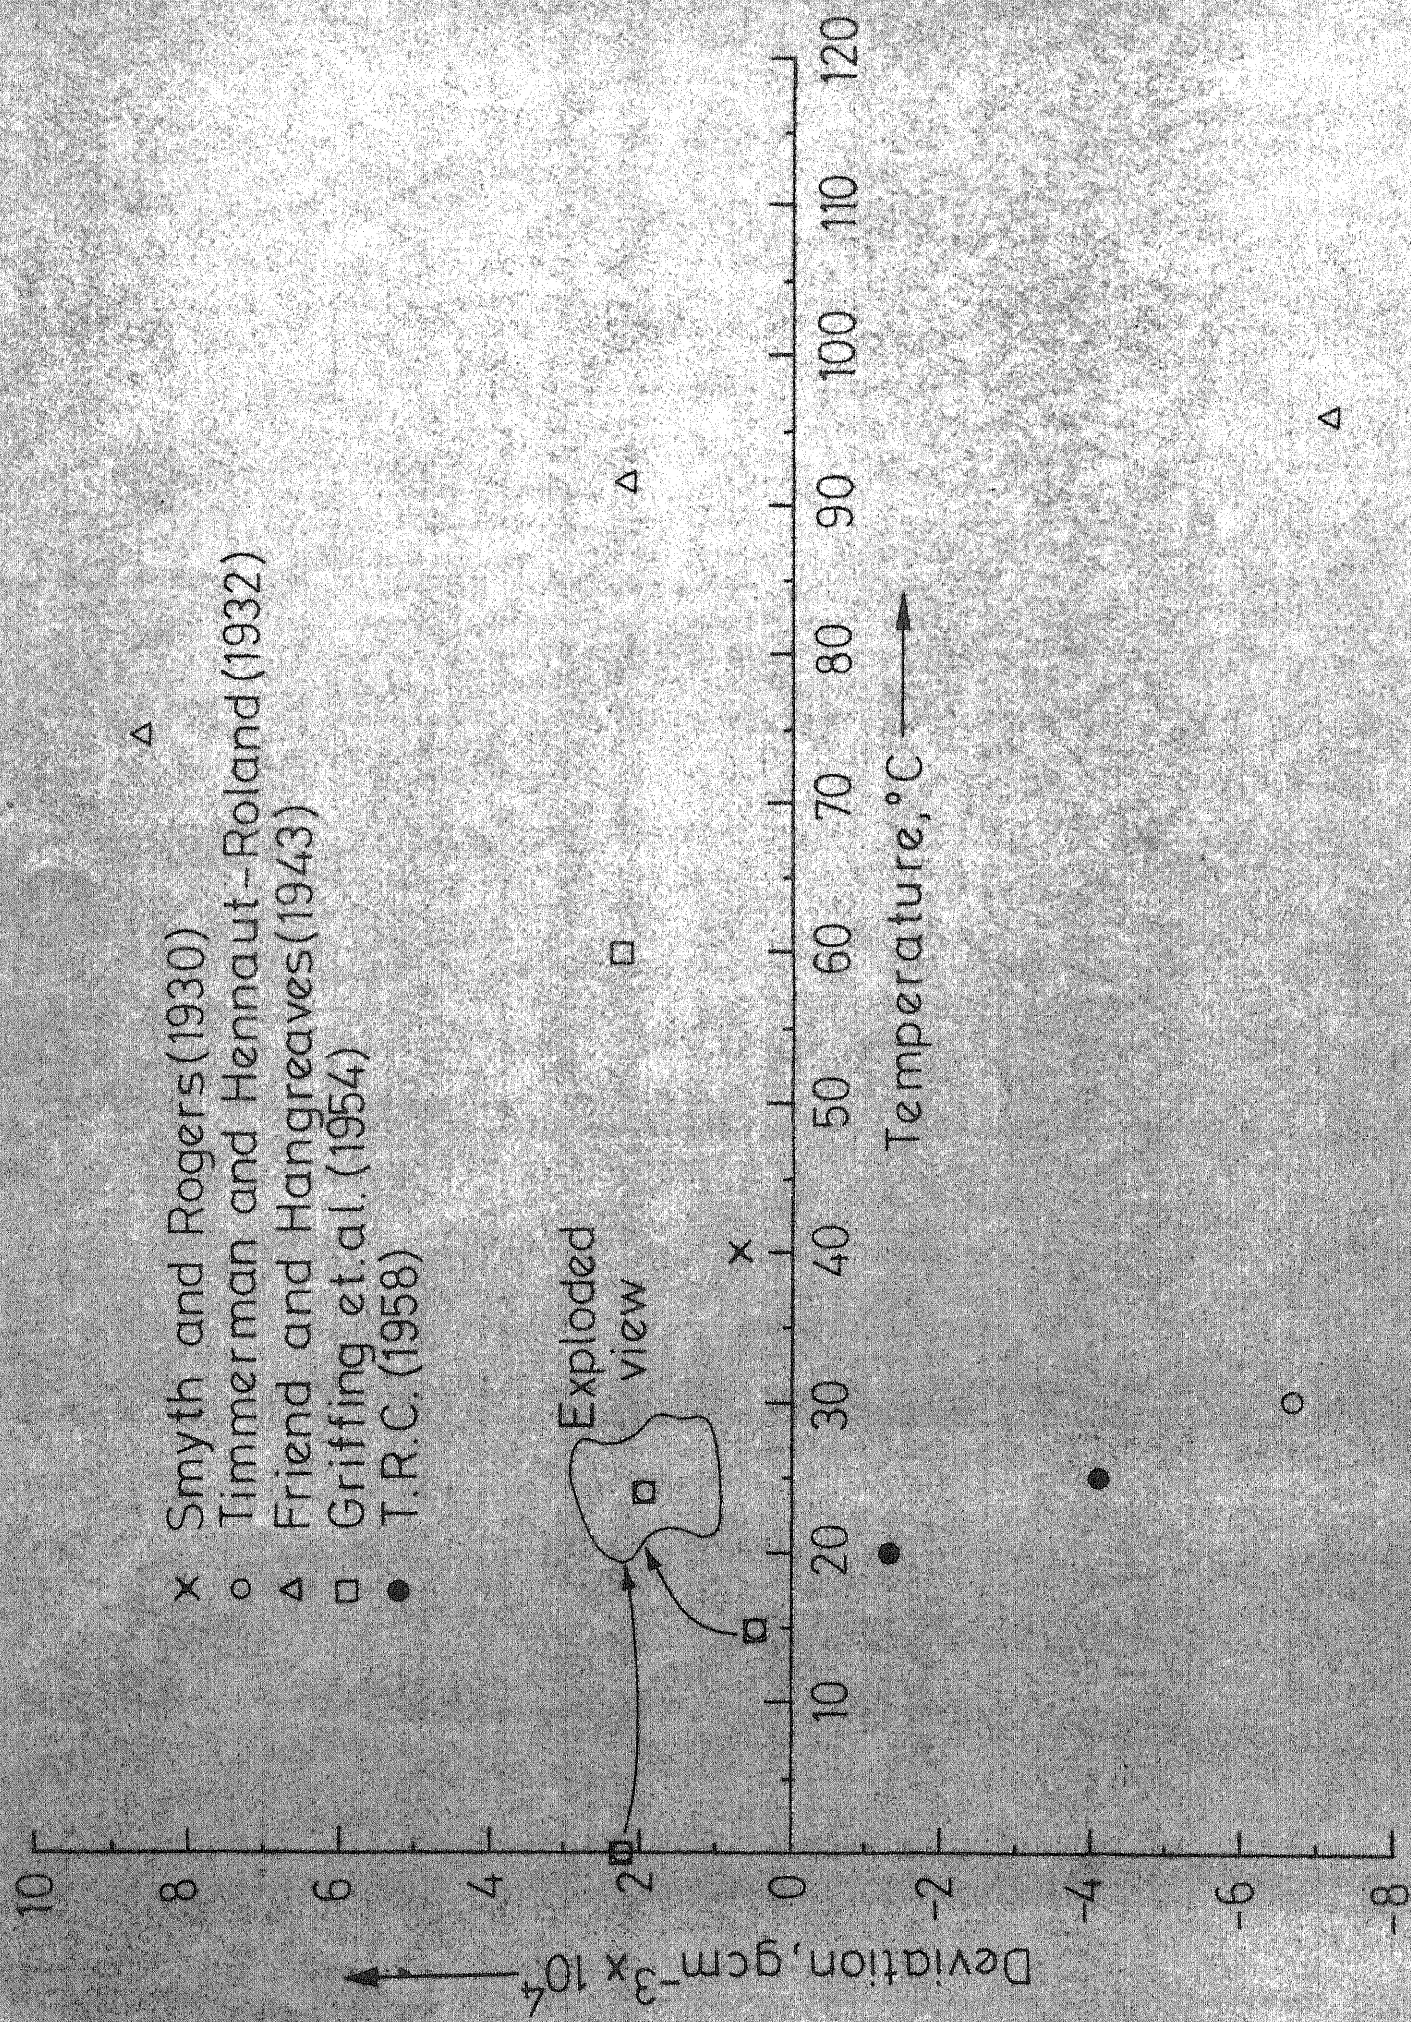 x Smyth and Rogers(1930)
o Timmerman and Hennaut-Roland(1932)
△ Friend and Hangreaves(1943)
□ Griffing et.al.(1954)
● T.R.C.(1958)
Exploded
view
10
8
6
4
2
0
-2
-4
-6
-8
Deviation, gcm⁻³x 10⁴
10 20 30 40 50 60 70 80 90 100 110 120
Temperature,°C